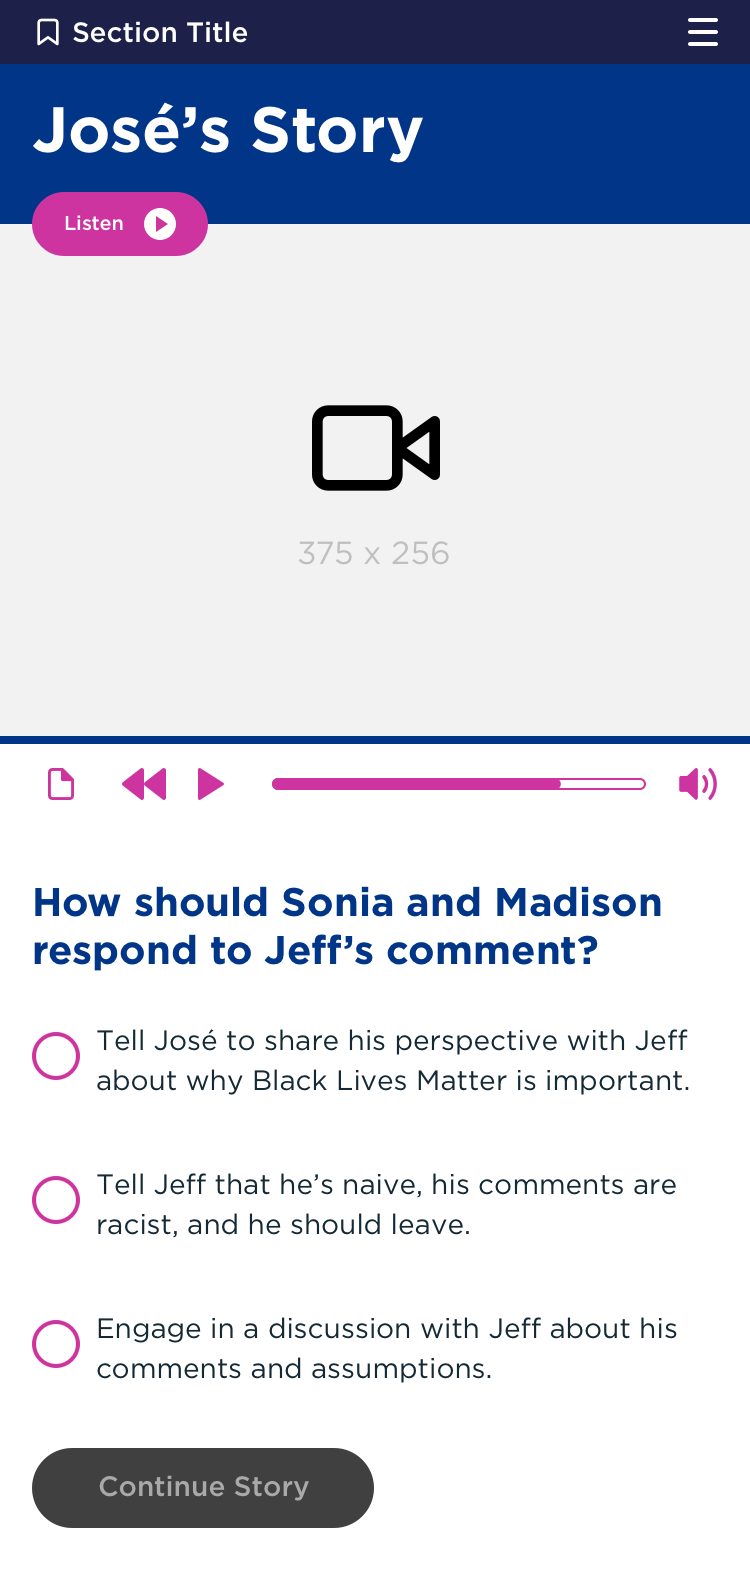 Section Title
José’s Story
Listen
375 x 256
How should Sonia and Madison
respond to Jeff’s comment?
Tell José to share his perspective with Jeff
about why Black Lives Matter is important.
Tell Jeff that he’s naive, his comments are
racist, and he should leave.
Engage in a discussion with Jeff about his
comments and assumptions.
Continue Story